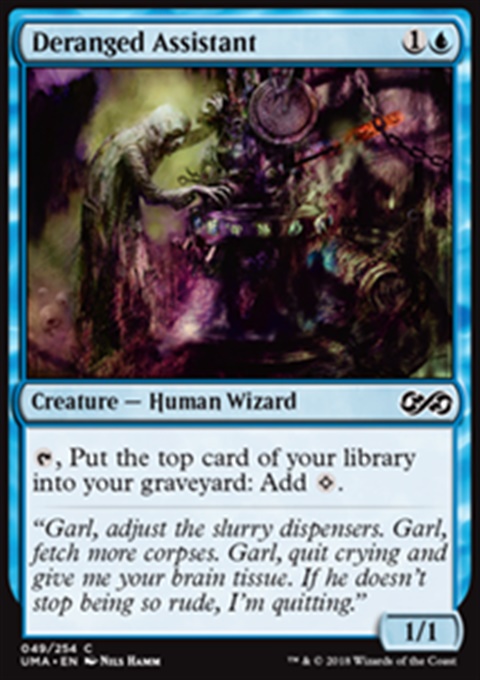 Deranged Assistant 1
Creature — Human Wizard
, Put the top card of your library
into your graveyard: Add .
“Garl, adjust the slurry dispensers. Garl,
fetch more corpses. Garl, quit crying and
give me your brain tissue. If he doesn’t
stop being so rude, I’m quitting.”
1/1
049/254 C
UMA • EN Nils Hamm
™ & © 2018 Wizards of the Coast